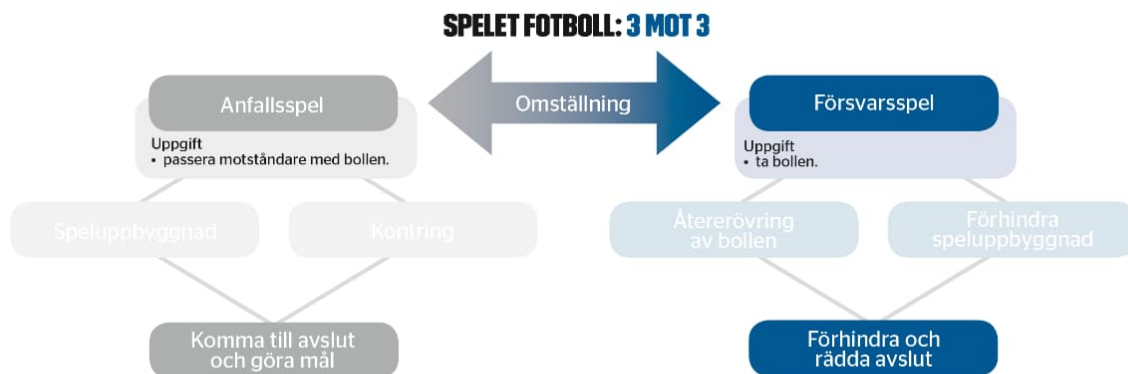 SPELET FOTBOLL: 3 MOT 3
Anfallsspel
Omställning
Försvarsspel
Uppgift
• passera motståndare med bollen.
Uppgift
• ta bollen.
Speluppbyggnad
Kontring
Återerövring
av bollen
Förhindra
speluppbyggnad
Komma till avslut
och göra mål
Förhindra och
rädda avslut